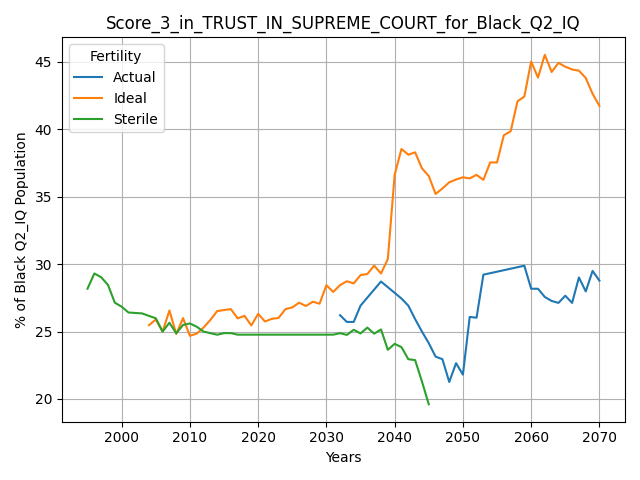 Score_3_in_TRUST_IN_SUPREME_COURT_for_Black_Q2_IQ
Fertility
Actual
Ideal
Sterile
% of Black Q2_IQ Population
45
40
35
30
25
20
2000 2010 2020 2030 2040 2050 2060 2070
Years